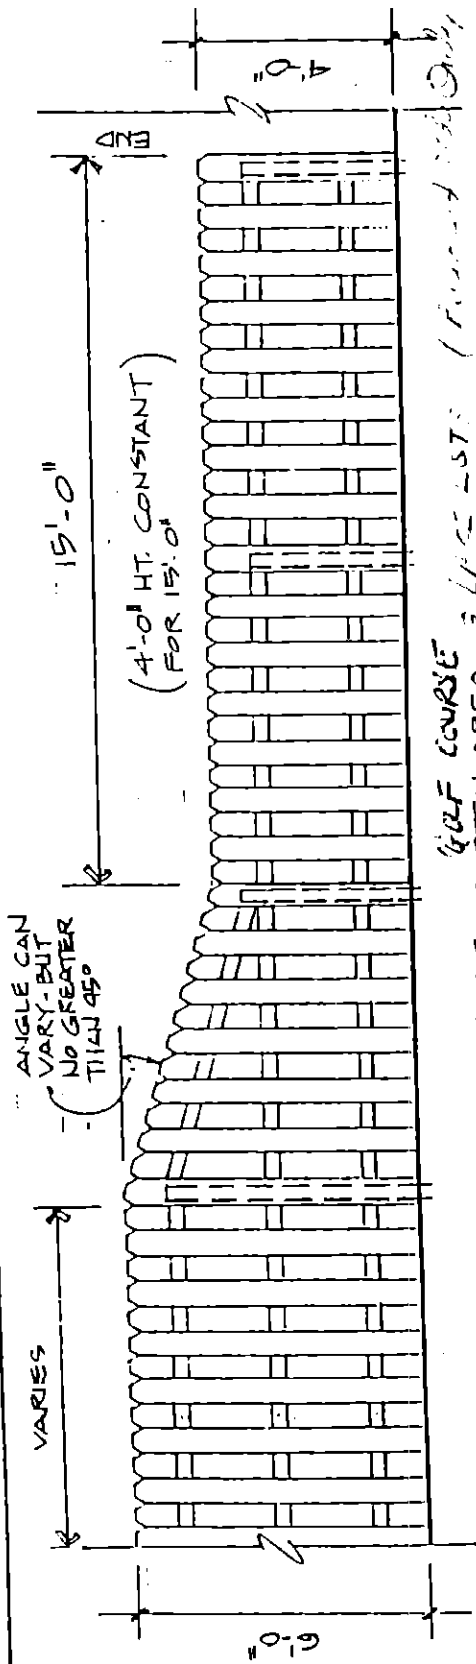 VARIES
ANGLE CAN
VARY - BUT
NO GREATER
THAN 45°
15'-0"
(4'-0" HT. CONSTANT
FOR 15'-0")
END
4'-0"
6'-0"
GOLF COURSE